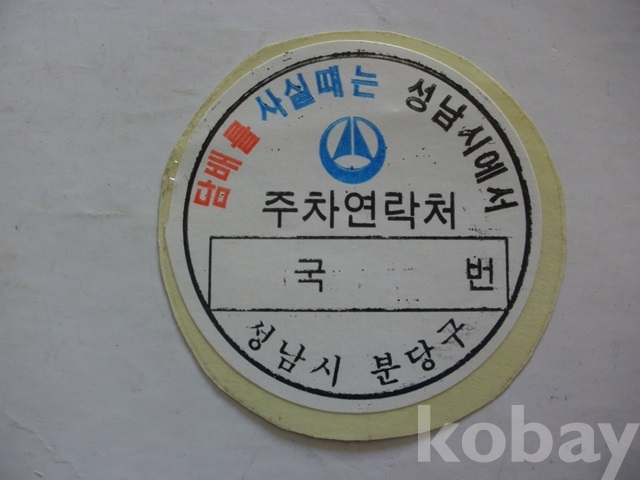 담배를 사실때는 성남시에서
주차연락처
국 번
성남시 분당구
kobay